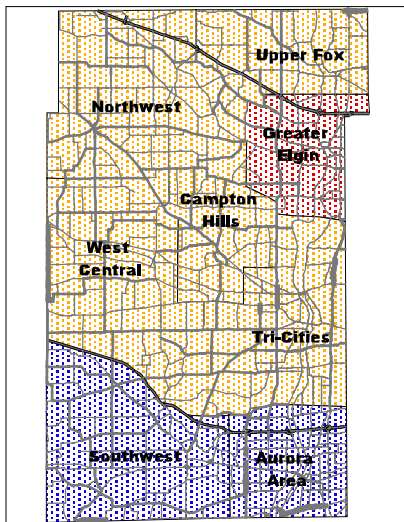 Upper Fox
Northwest
Greater
Elgin
Campton
Hills
West
Central
Tri-Cities
Southwest
Aurora
Area